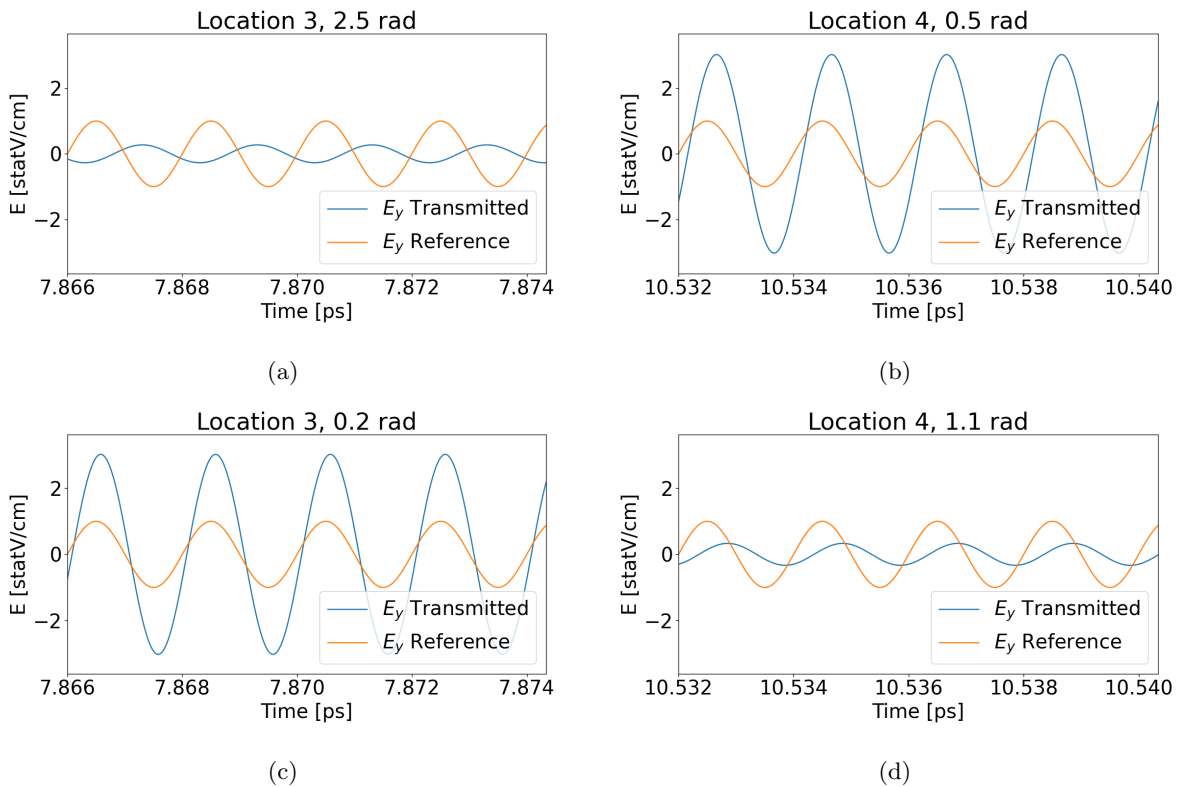 Location 3, 2.5 rad
E [statV/cm]
2
0
−2
E_y Transmitted
E_y Reference
7.866 7.868 7.870 7.872 7.874
Time [ps]
(a)
Location 4, 0.5 rad
E [statV/cm]
2
0
−2
E_y Transmitted
E_y Reference
10.532 10.534 10.536 10.538 10.540
Time [ps]
(b)
Location 3, 0.2 rad
E [statV/cm]
2
0
−2
E_y Transmitted
E_y Reference
7.866 7.868 7.870 7.872 7.874
Time [ps]
(c)
Location 4, 1.1 rad
E [statV/cm]
2
0
−2
E_y Transmitted
E_y Reference
10.532 10.534 10.536 10.538 10.540
Time [ps]
(d)